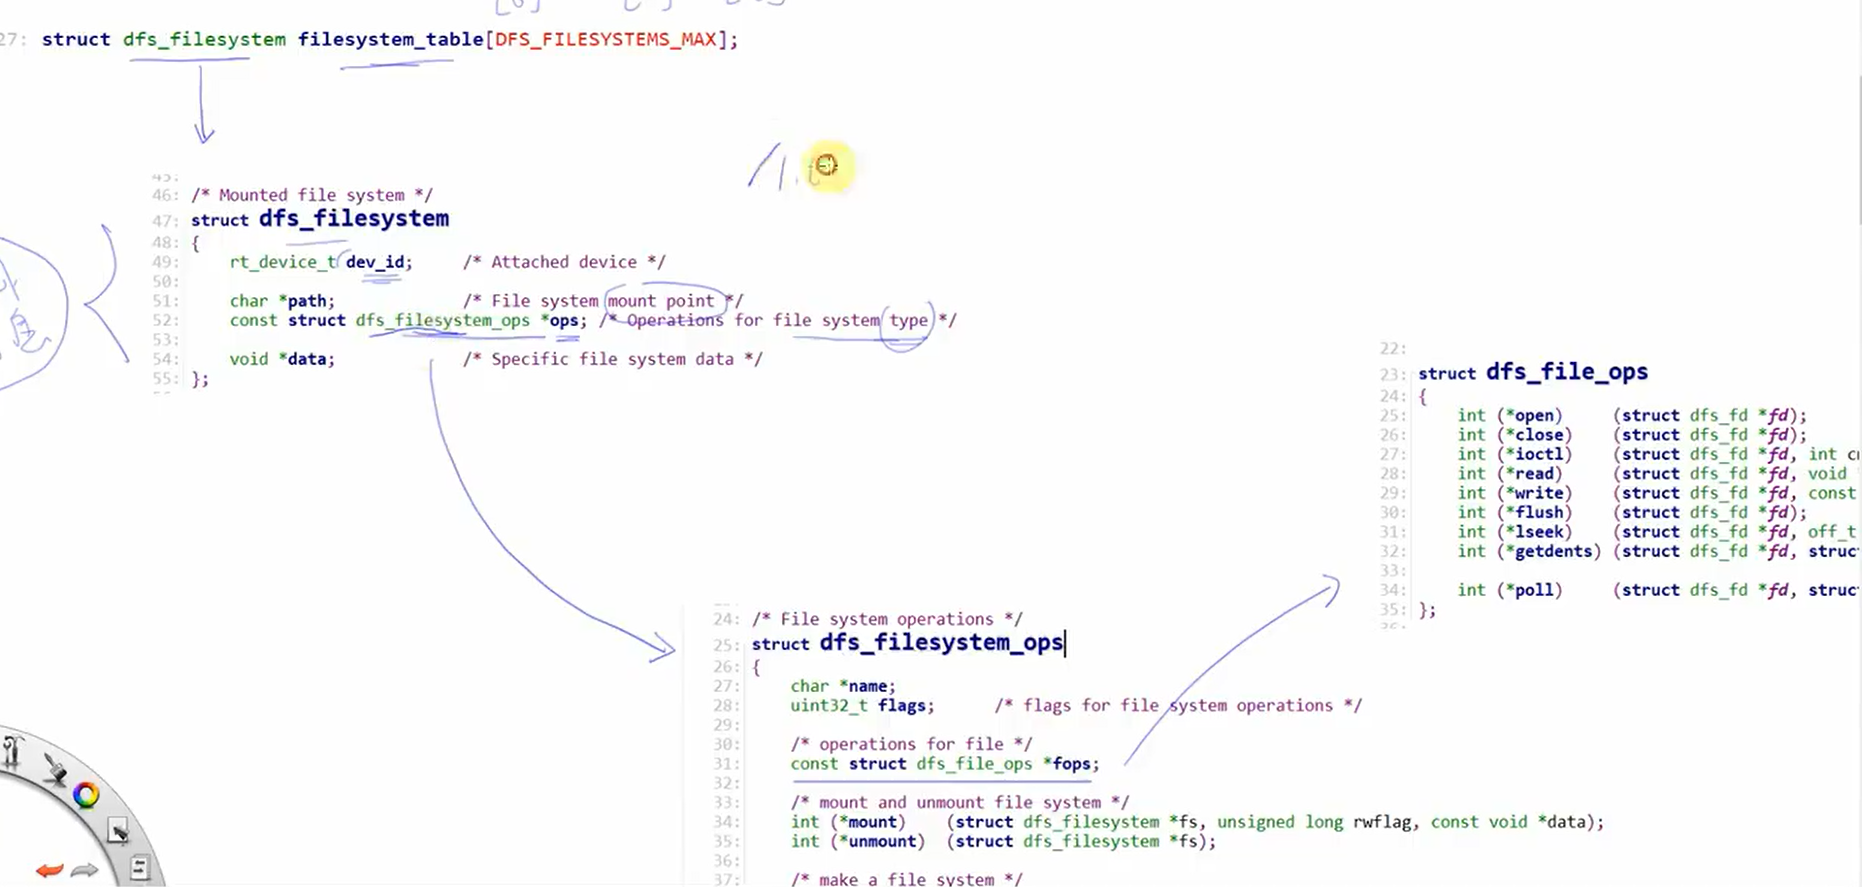 27: struct dfs_filesystem filesystem_table[DFS_FILESYSTEMS_MAX];
45:
46: /* Mounted file system */
47: struct dfs_filesystem
48: {
49: rt_device_t dev_id; /* Attached device */
50:
51: char *path; /* File system mount point */
52: const struct dfs_filesystem_ops *ops; /* Operations for file system type */
53:
54: void *data; /* Specific file system data */
55: };
22:
23: struct dfs_file_ops
24: {
25: int (*open) (struct dfs_fd *fd);
26: int (*close) (struct dfs_fd *fd);
27: int (*ioctl) (struct dfs_fd *fd, int
28: int (*read) (struct dfs_fd *fd, void
29: int (*write) (struct dfs_fd *fd, const
30: int (*flush) (struct dfs_fd *fd);
31: int (*lseek) (struct dfs_fd *fd, off_t
32: int (*getdents) (struct dfs_fd *fd, struc
33:
34: int (*poll) (struct dfs_fd *fd, struc
35: };
24: /* File system operations */
25: struct dfs_filesystem_ops
26: {
27: char *name;
28: uint32_t flags; /* flags for file system operations */
29:
30: /* operations for file */
31: const struct dfs_file_ops *fops;
32:
33: /* mount and unmount file system */
34: int (*mount) (struct dfs_filesystem *fs, unsigned long rwflag, const void *data);
35: int (*unmount) (struct dfs_filesystem *fs);
36:
37: /* make a file system */